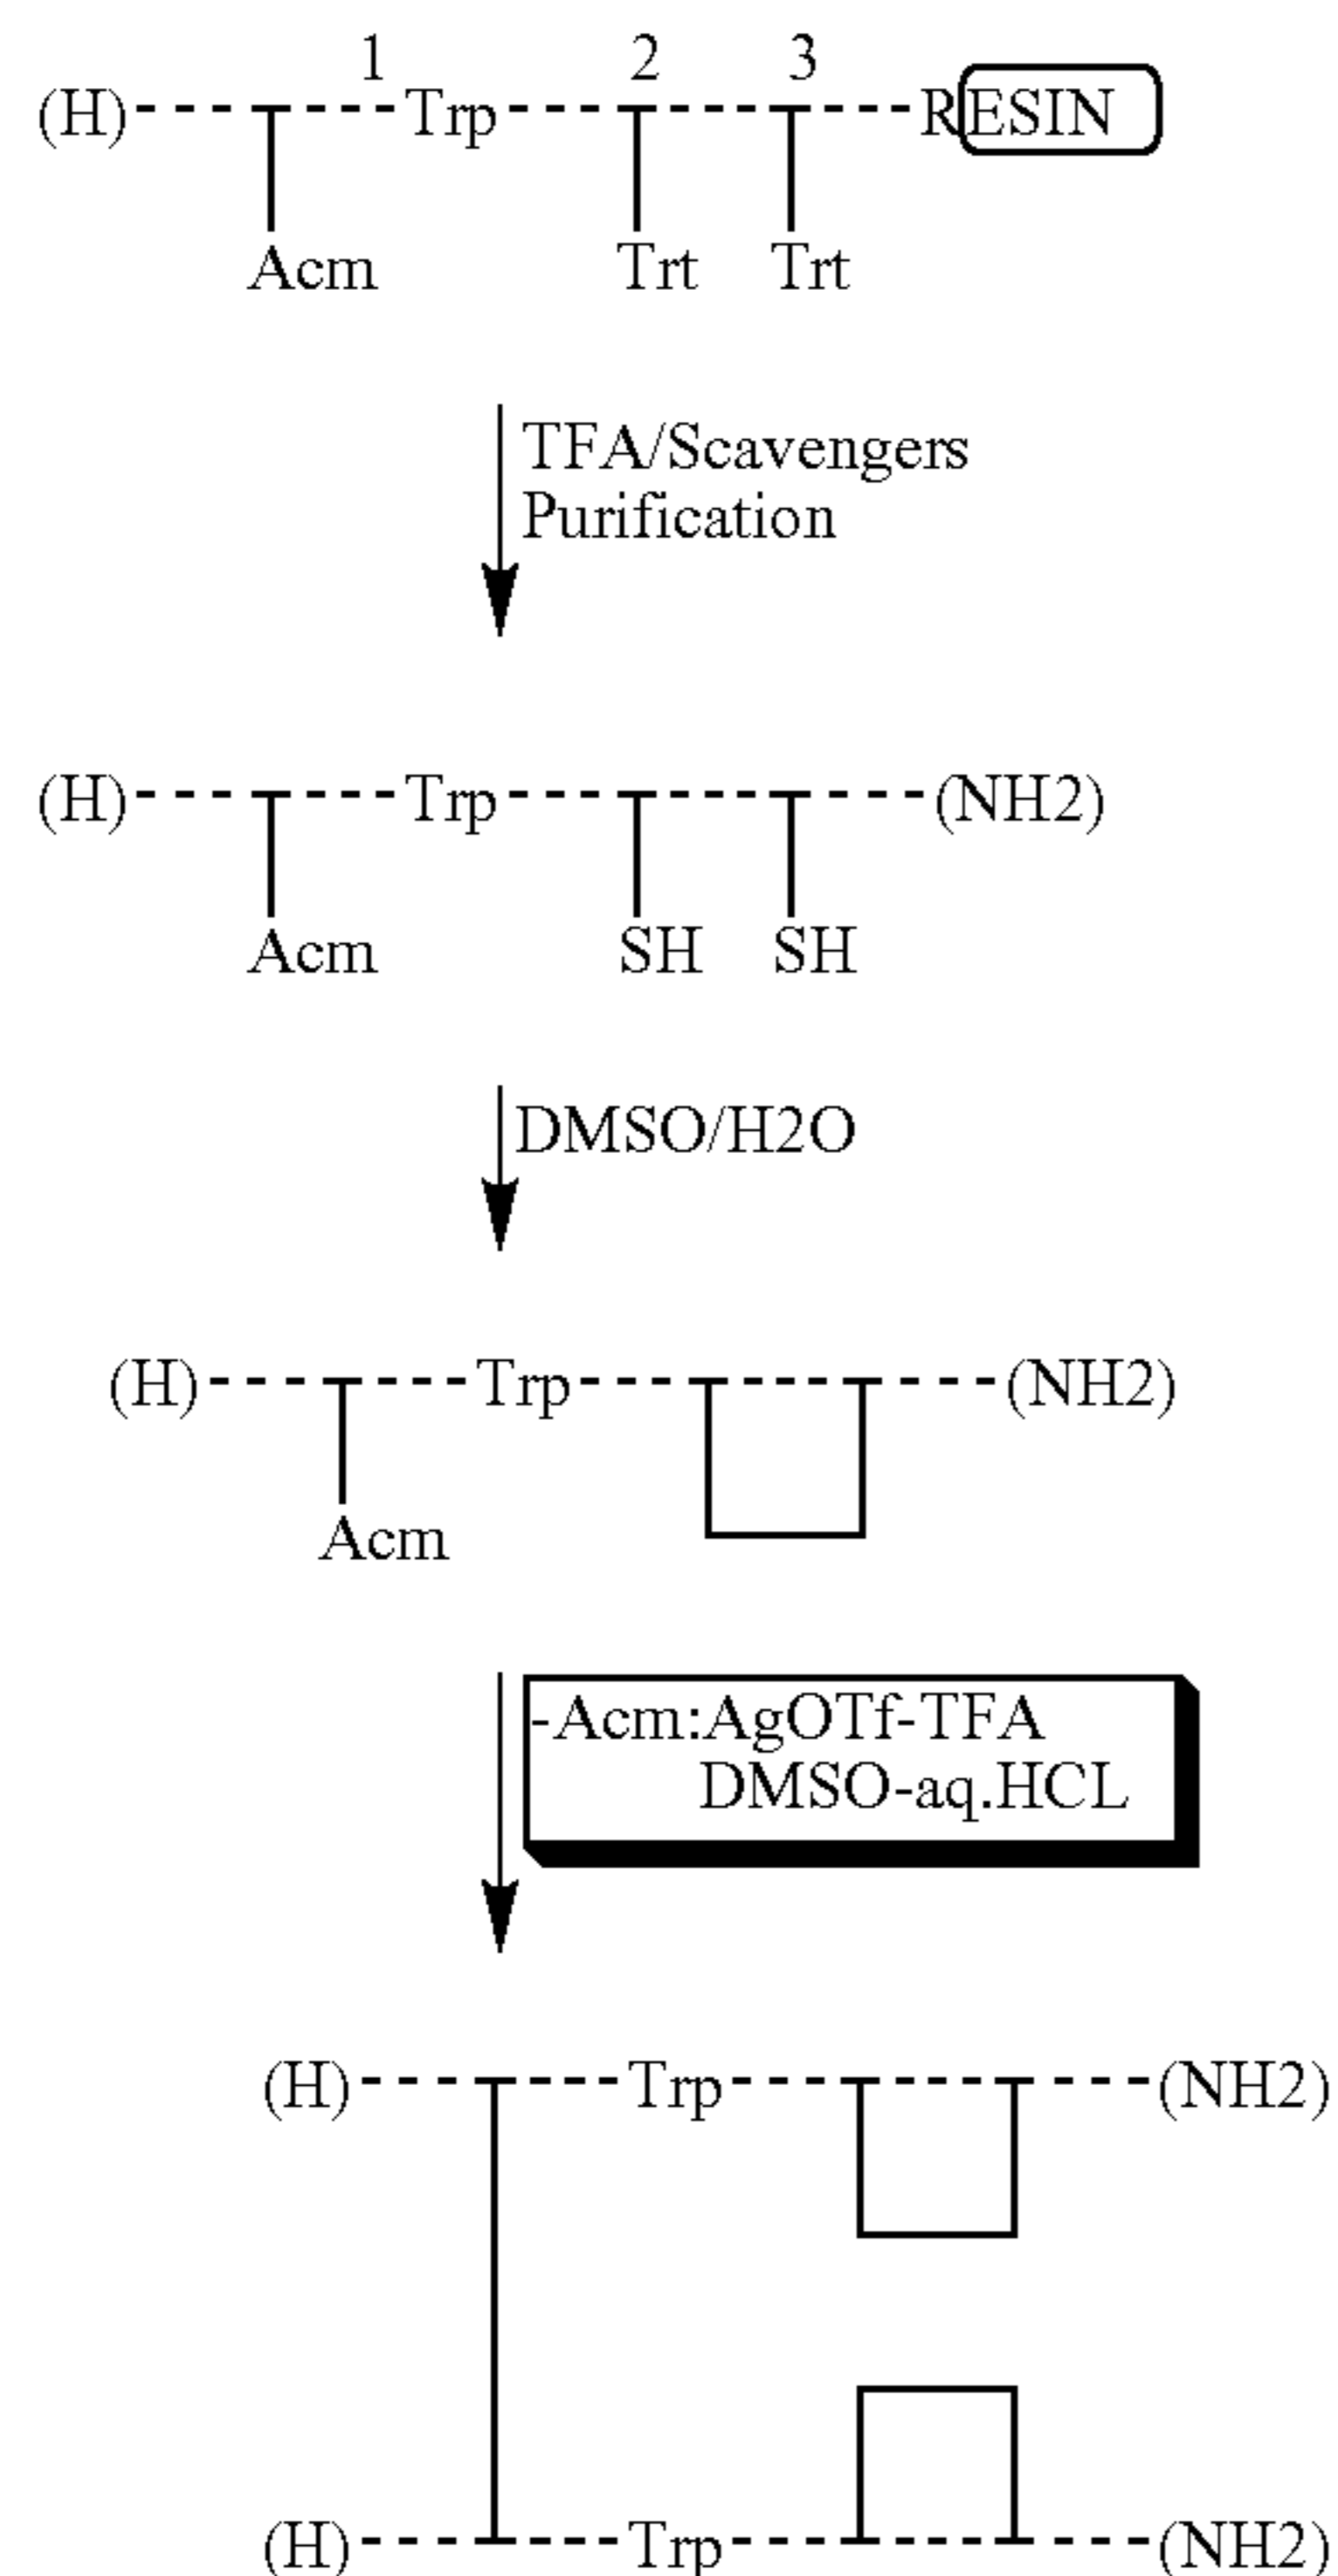 1 2 3
(H) Trp RESIN
Acm Trt Trt
TFA/Scavengers
Purification
(H) Trp (NH2)
Acm SH SH
DMSO/H2O
(H) Trp (NH2)
Acm
-Acm:AgOTf-TFA
DMSO-aq.HCL
(H) Trp (NH2)
(H) Trp (NH2)